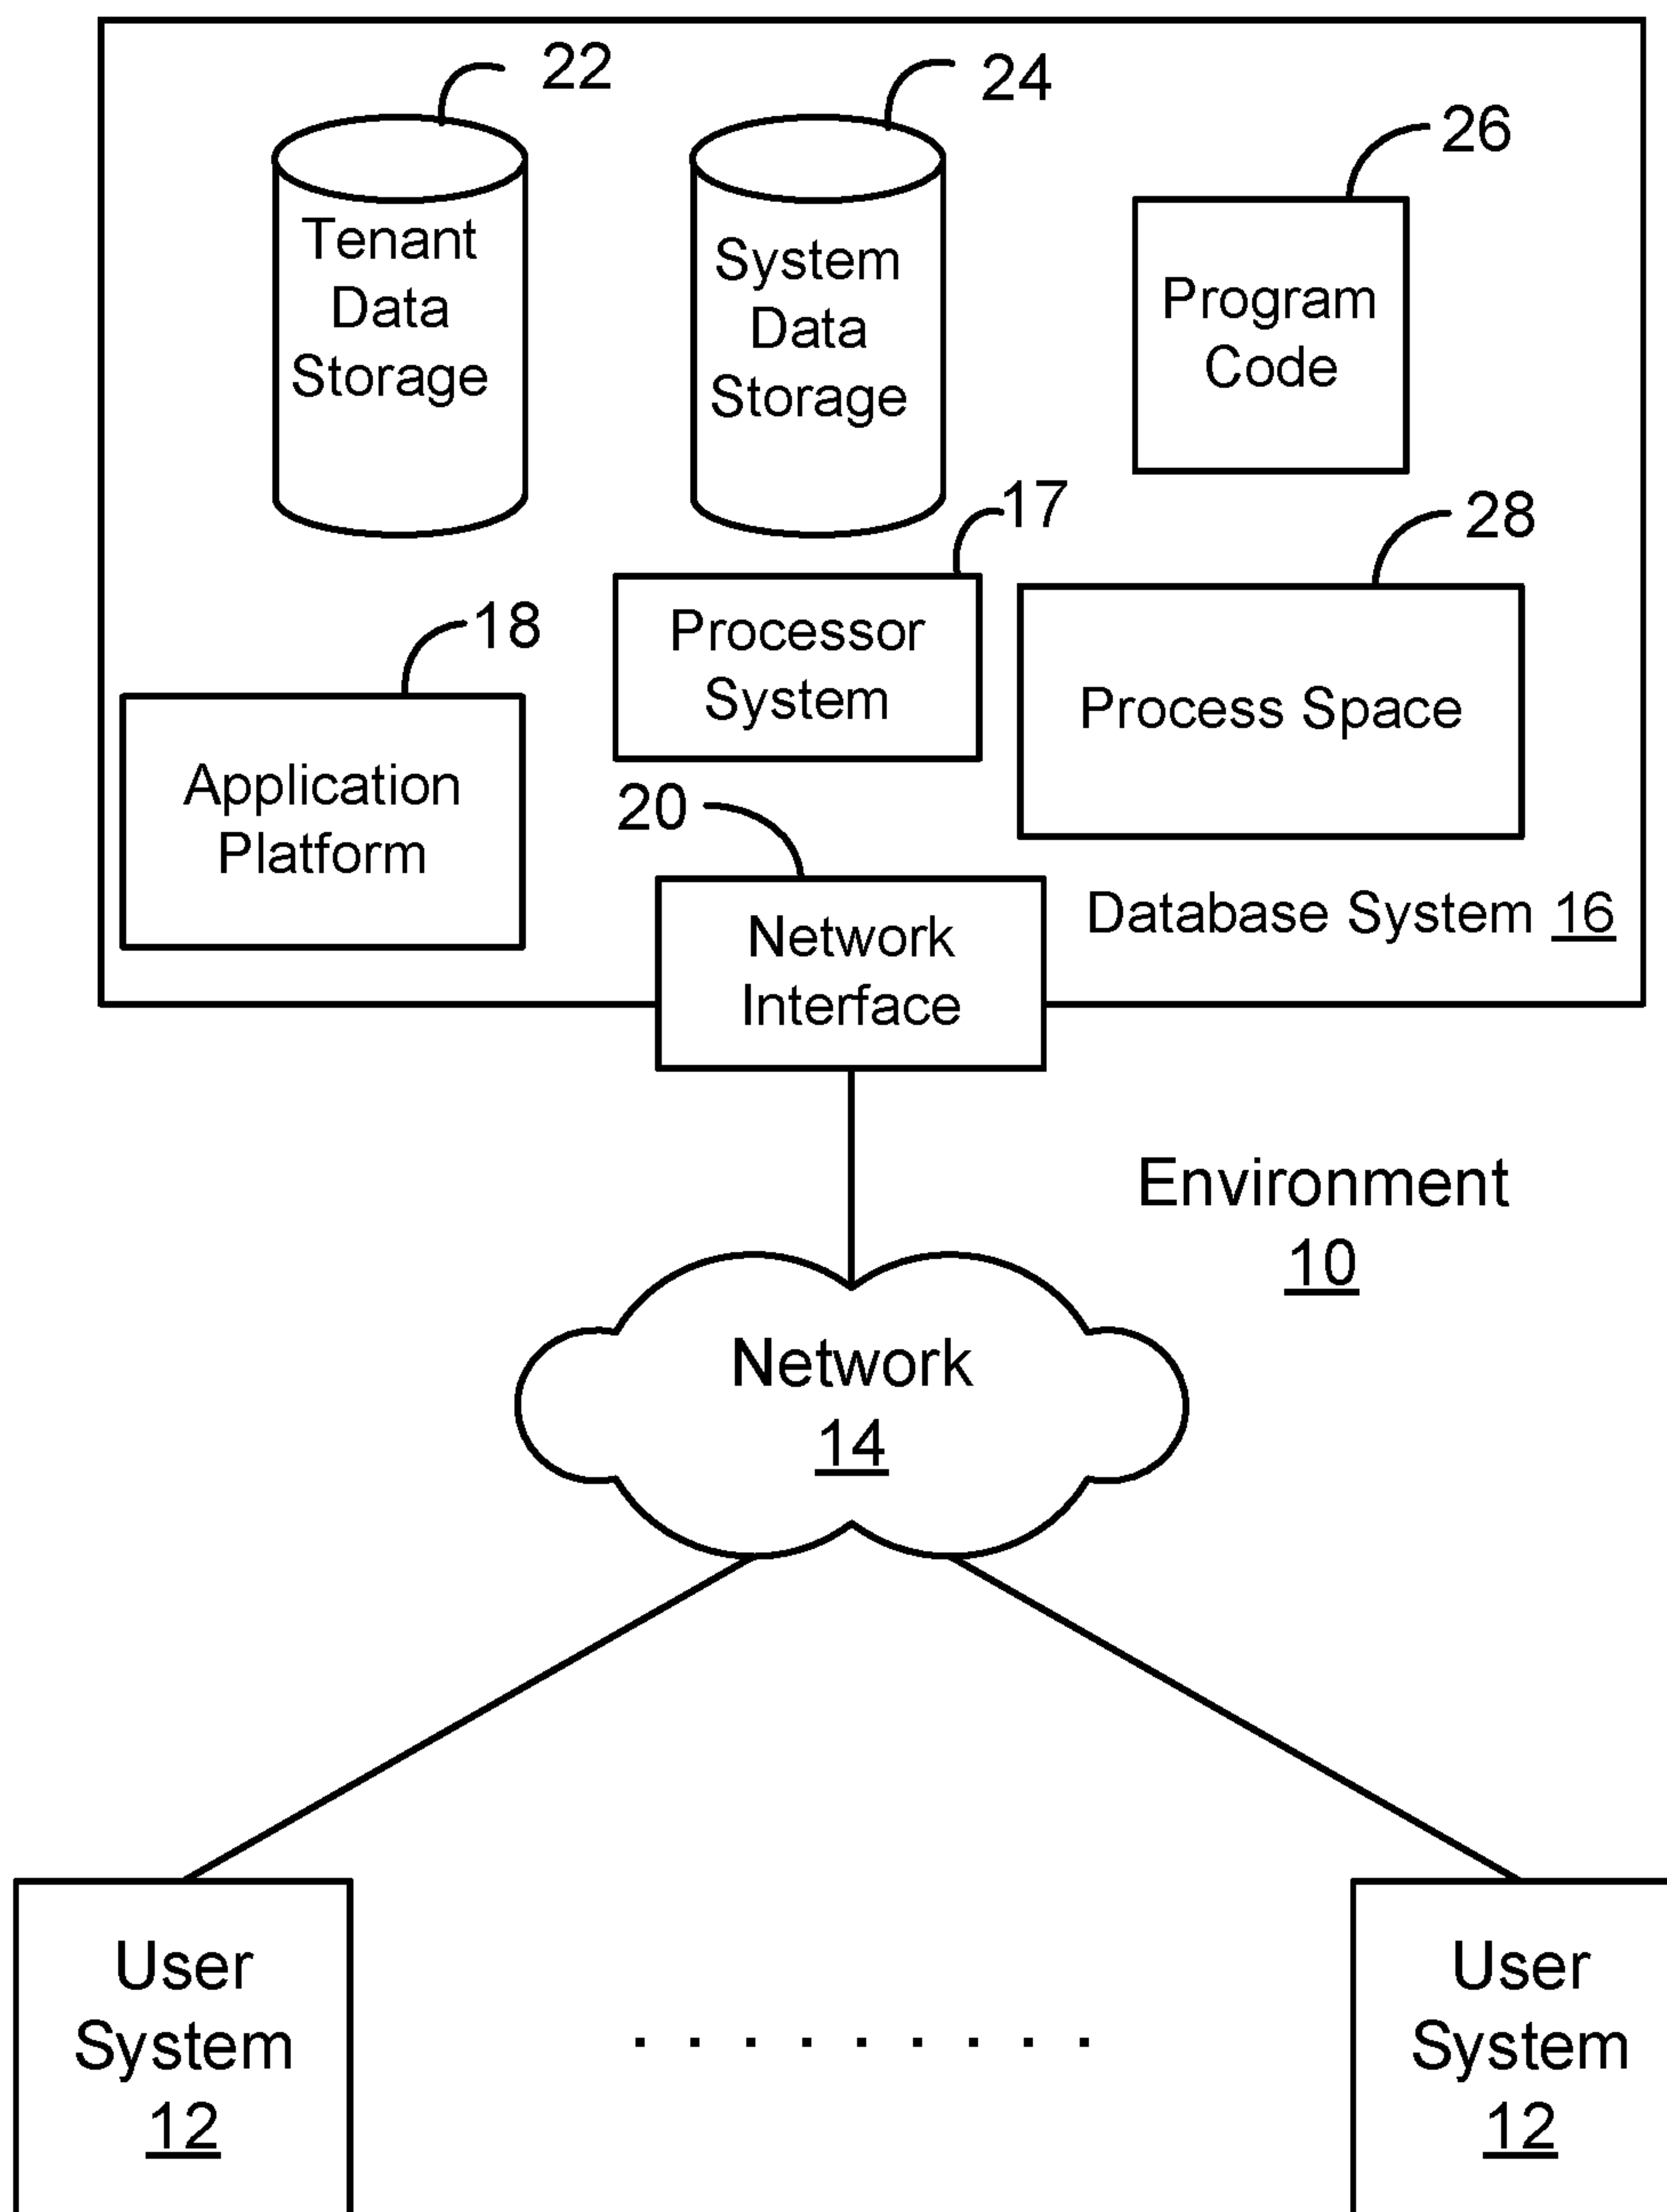 22
24
26
Tenant
Data
Storage
System
Data
Storage
Program
Code
17
28
18
Processor
System
Process Space
Application
Platform
20
Network
Interface
Database System 16
Environment
10
Network
14
User
System
12
. . . . . . . . .
User
System
12